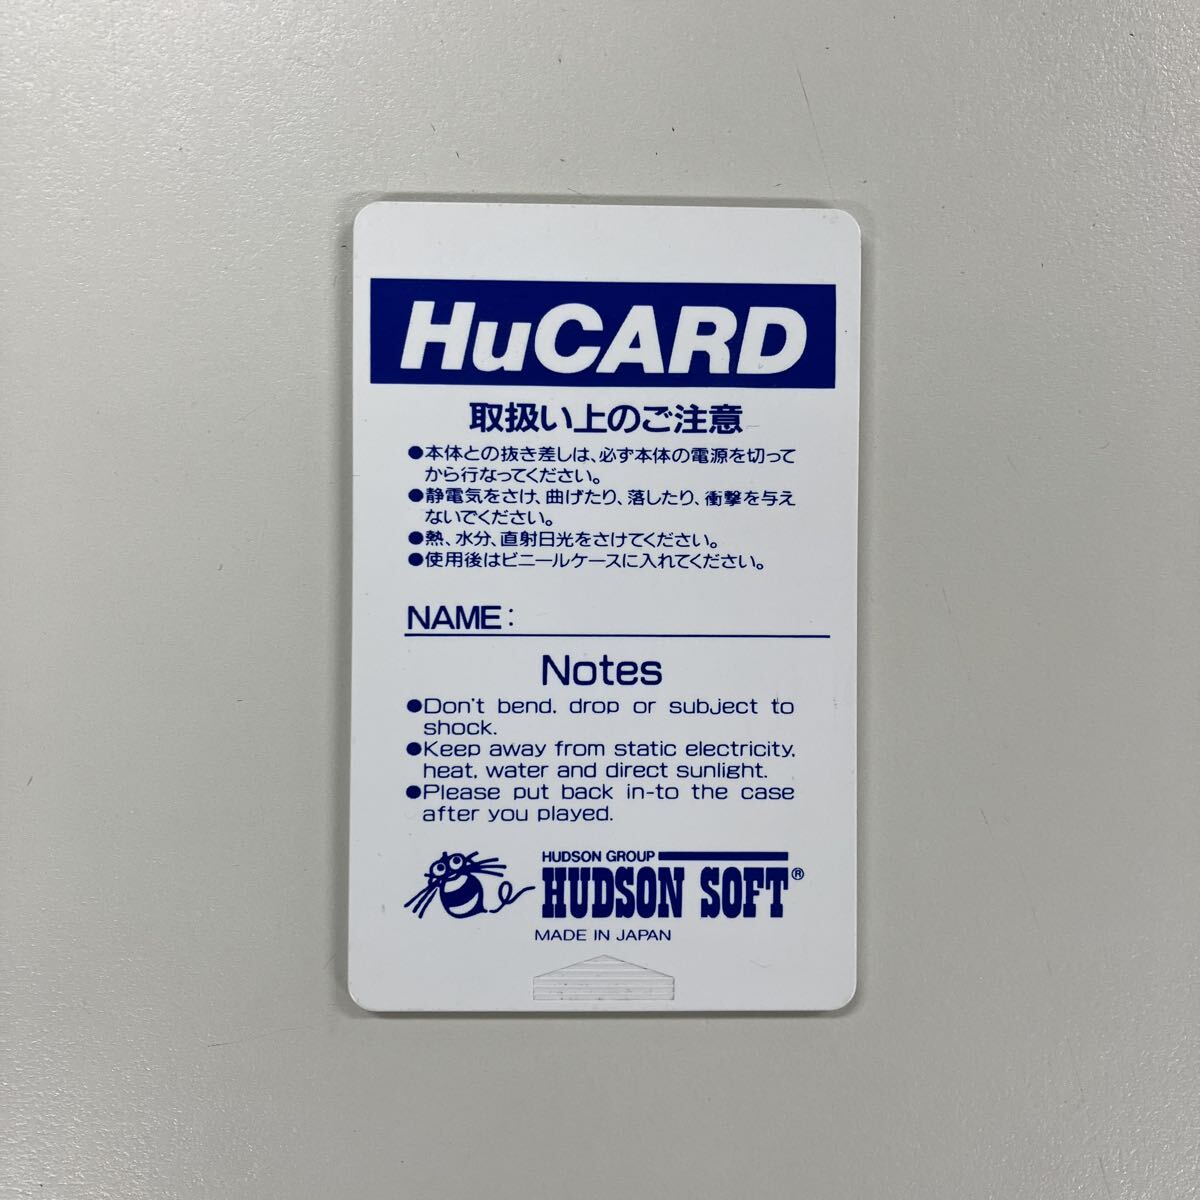 HuCARD
取扱い上のご注意
●本体との抜き差しは、必ず本体の電源を切って
から行なってください。
●静電気をさけ、曲げたり、落したり、衝撃を与え
ないでください。
●熱、水分、直射日光をさけてください。
●使用後はビニールケースに入れてください。
NAME:
Notes
●Don't bend, drop or subject to
shock.
●Keep away from static electricity,
heat, water and direct sunlight.
●Please put back in-to the case
after you played.
HUDSON GROUP
HUDSON SOFT®
MADE IN JAPAN